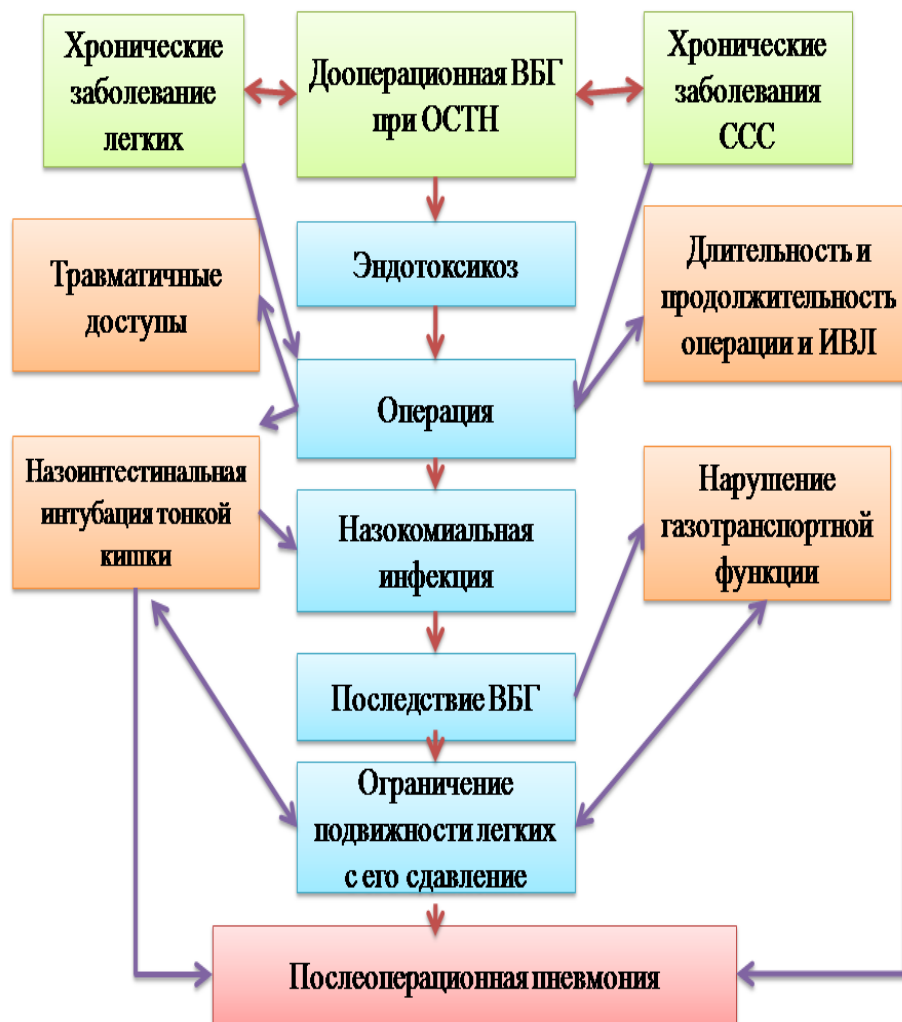 Хронические
заболевание
легких
Дооперационная ВБГ
при ОСТН
Хронические
заболевания
ССС
Эндотоксикоз
Травматичные
доступы
Длительность и
продолжительность
операции и ИВЛ
Операция
Назоинтестинальная
интубация тонкой
кишки
Назокомиальная
инфекция
Нарушение
газотранспортной
функции
Последствие ВБГ
Ограничение
подвижности легких
с его сдавление
Послеоперационная пневмония